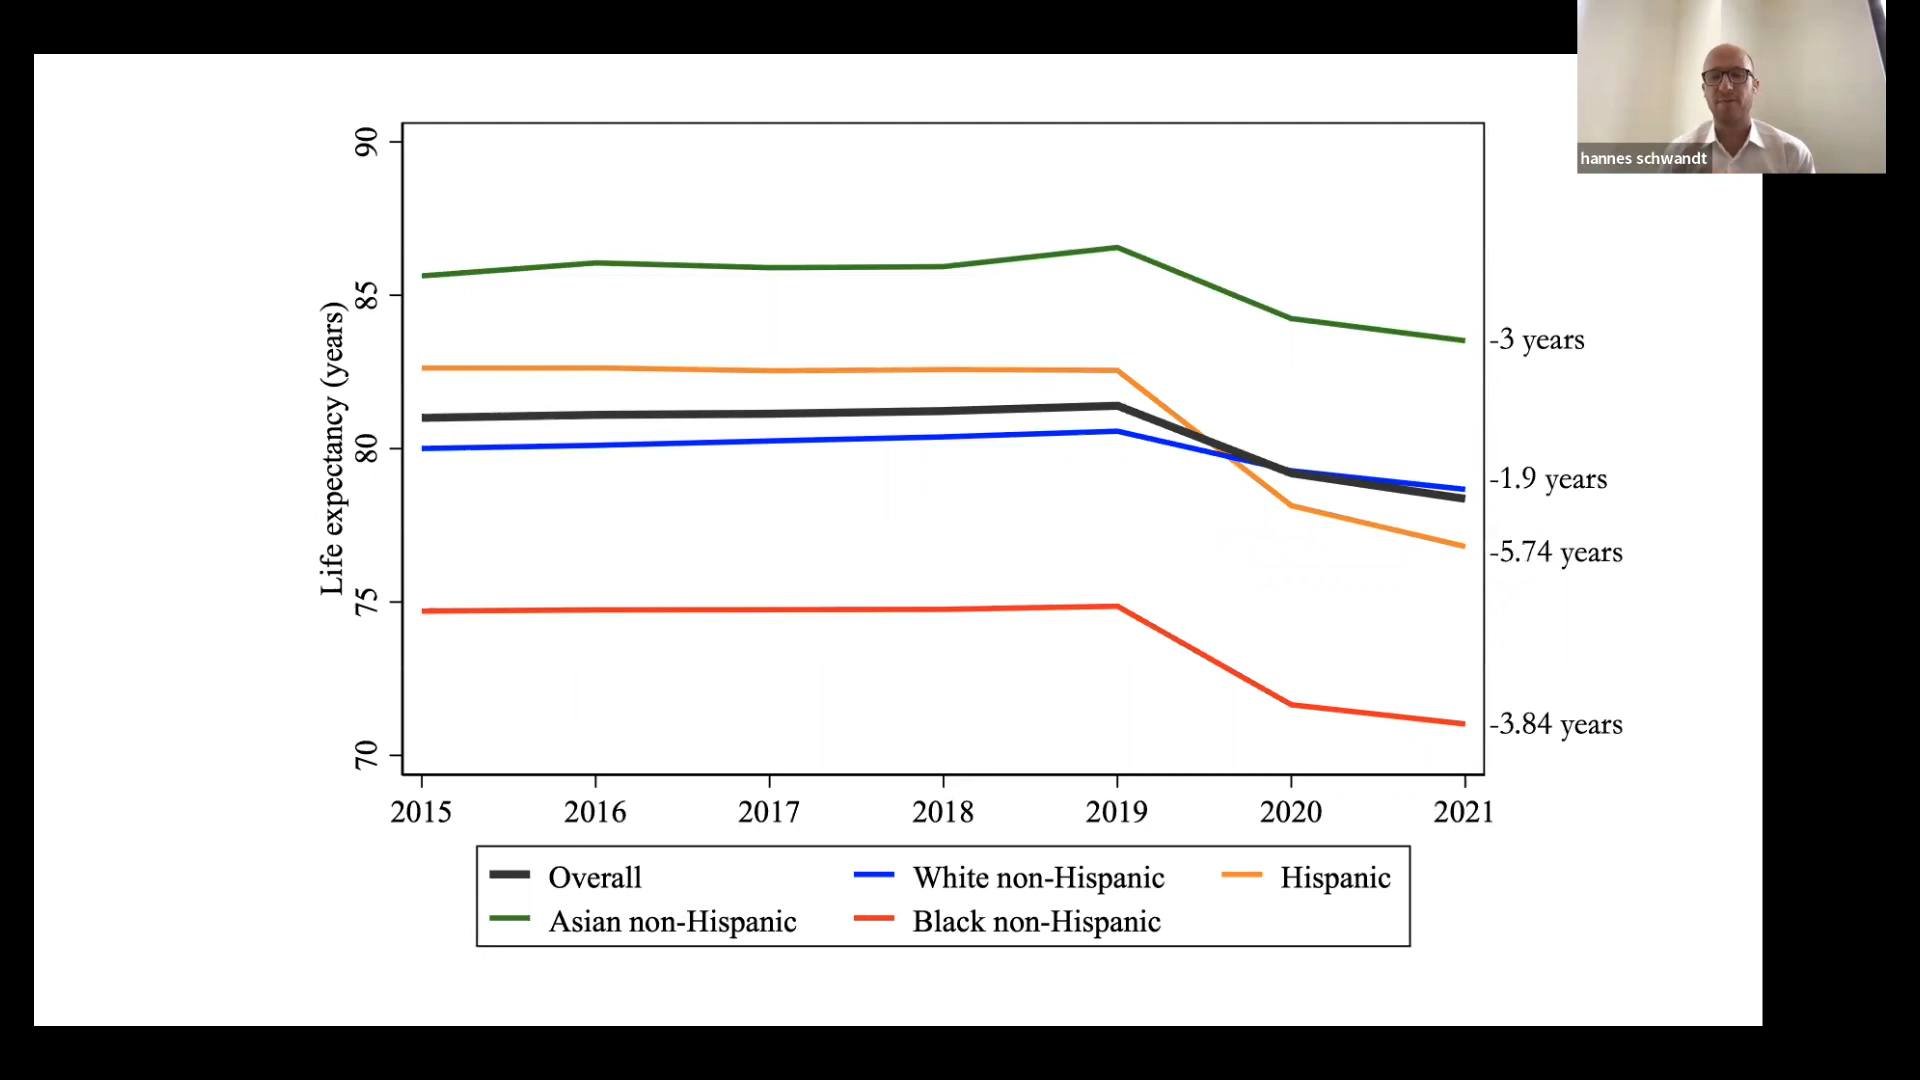 hannes schwandt
Life expectancy (years)
90
85
80
75
70
-3 years
-1.9 years
-5.74 years
-3.84 years
2015 2016 2017 2018 2019 2020 2021
Overall White non-Hispanic Hispanic
Asian non-Hispanic Black non-Hispanic